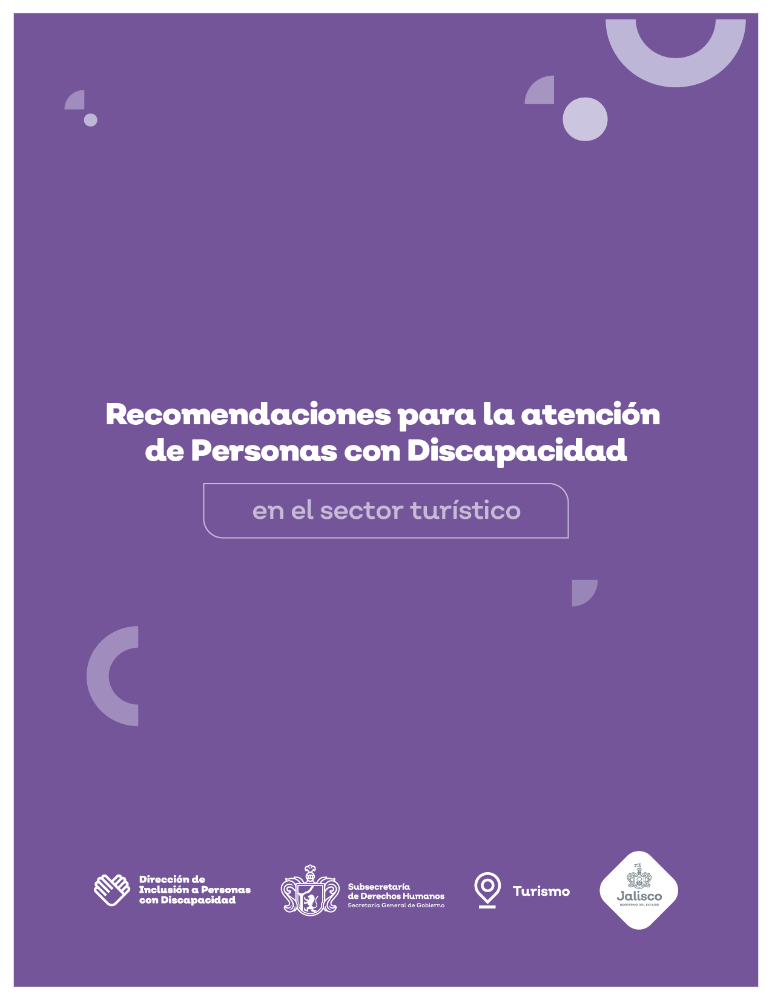 Recomendaciones para la atención
de Personas con Discapacidad
en el sector turístico
Dirección de
Inclusión a Personas
con Discapacidad
Subsecretaría
de Derechos Humanos
Secretaría General de Gobierno
Turismo
Jalisco
GOBIERNO DEL ESTADO